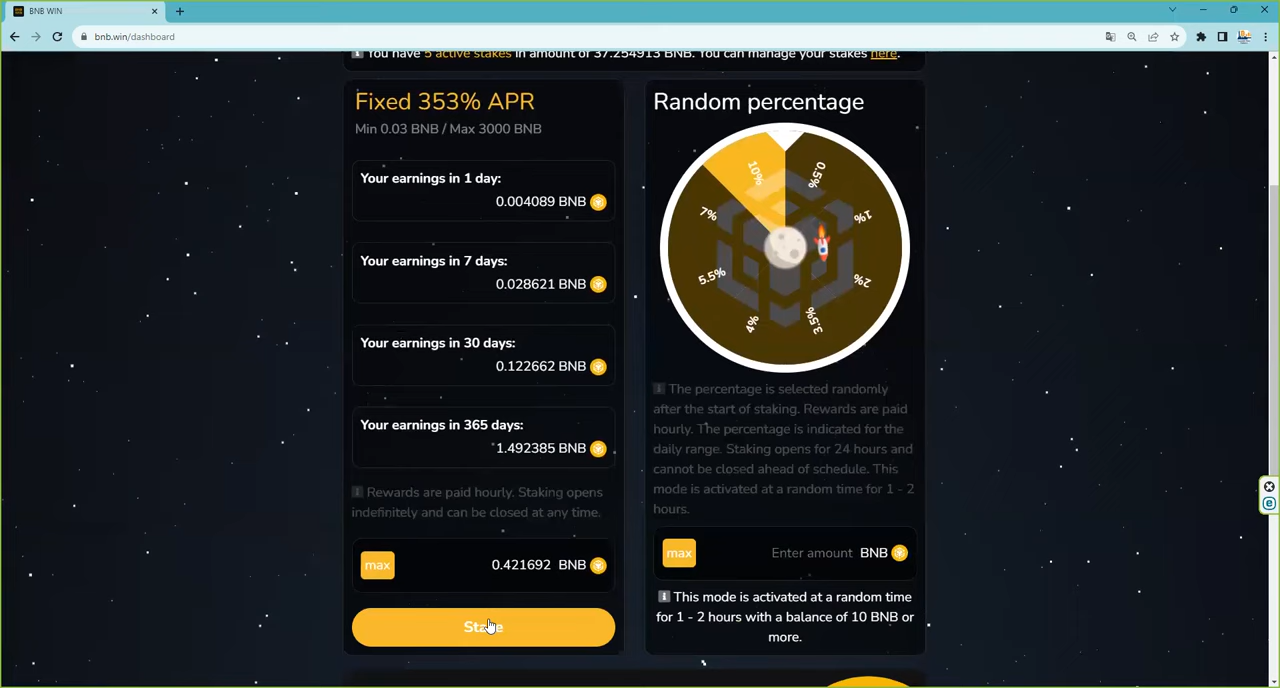 BNB WIN
bnb.win/dashboard
You have 5 active stakes in amount of 37.254913 BNB. You can manage your stakes here.
Fixed 353% APR
Min 0.03 BNB / Max 3000 BNB
Your earnings in 1 day:
0.004089 BNB
Your earnings in 7 days:
0.028621 BNB
Your earnings in 30 days:
0.122662 BNB
Your earnings in 365 days:
1.492385 BNB
Rewards are paid hourly. Staking opens
indefinitely and can be closed at any time.
max
0.421692 BNB
Stake
Random percentage
10%
0.5%
1%
2%
3.5%
4%
5.5%
7%
The percentage is selected randomly
after the start of staking. Rewards are paid
hourly. The percentage is indicated for the
daily range. Staking opens for 24 hours and
cannot be closed ahead of schedule. This
mode is activated at a random time for 1 - 2
hours.
max
Enter amount BNB
This mode is activated at a random time
for 1 - 2 hours with a balance of 10 BNB or
more.